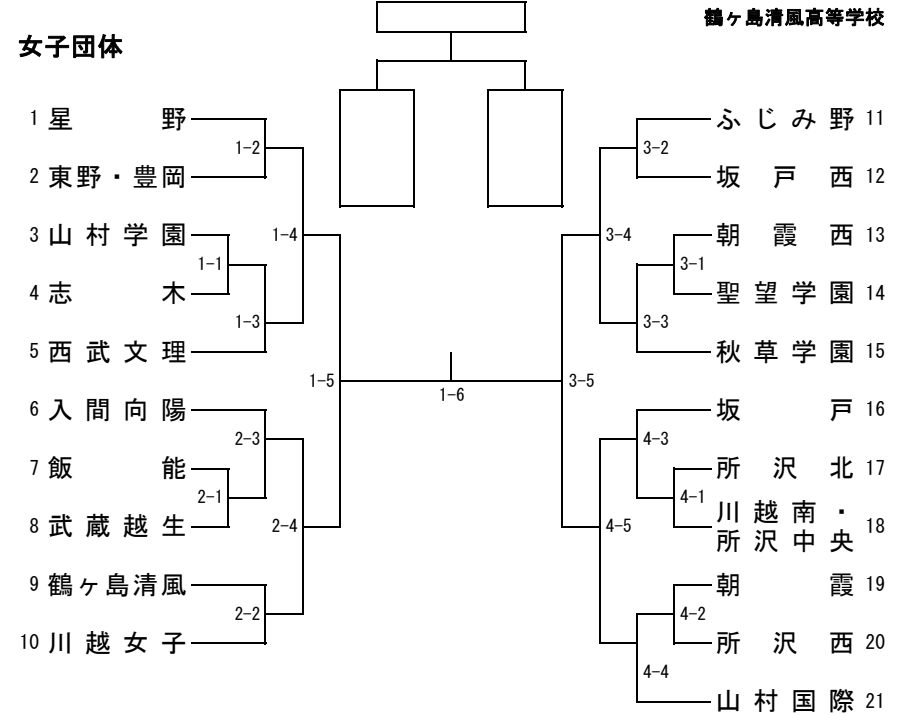 鶴ヶ島清風高等学校
女子団体
1 星野
2 東野・豊岡
3 山村学園
4 志木
5 西武文理
6 入間向陽
7 飯能
8 武蔵越生
9 鶴ヶ島清風
10 川越女子
1-2
1-4
1-1
1-3
1-5
2-3
2-1
2-4
2-2
1-6
3-2
3-4
3-1
3-3
3-5
4-3
4-1
4-5
4-2
4-4
ふじみ野 11
坂戸西 12
朝霞西 13
聖望学園 14
秋草学園 15
坂戸 16
所沢北 17
川越南・
所沢中央 18
朝霞 19
所沢西 20
山村国際 21